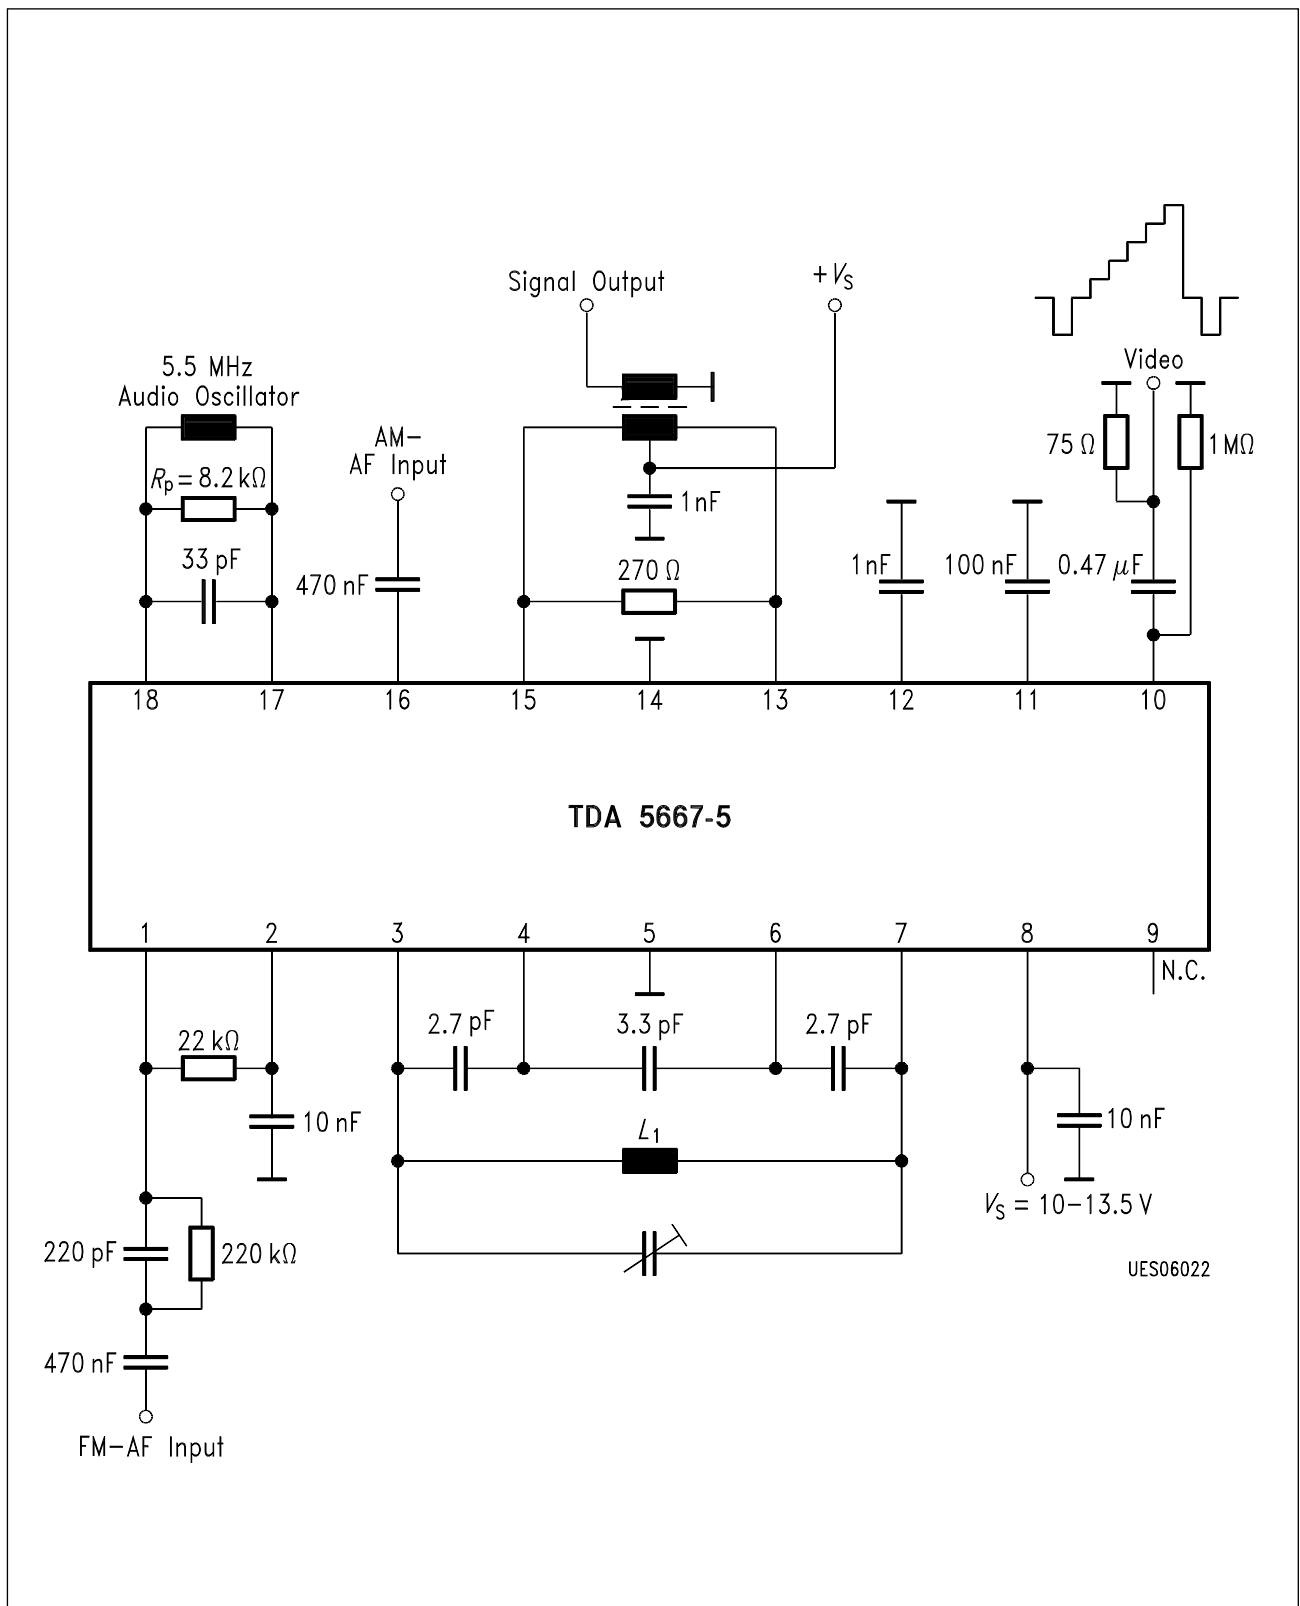 Signal Output
+VS
5.5 MHz
Audio Oscillator
Video
AM-
AF Input
75 Ω
1 MΩ
Rp = 8.2 kΩ
1 nF
33 pF
470 nF
270 Ω
1 nF
100 nF
0.47 μF
18 17 16 15 14 13 12 11 10
TDA 5667-5
1 2 3 4 5 6 7 8 9
N.C.
2.7 pF
3.3 pF
2.7 pF
22 kΩ
10 nF
L1
10 nF
VS = 10-13.5 V
220 pF
220 kΩ
UES06022
470 nF
FM-AF Input